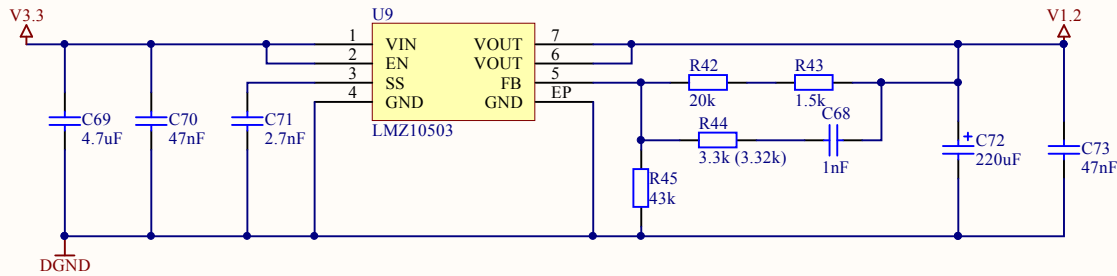 V3.3
V1.2
U9
1 VIN VOUT 7
2 EN VOUT 6
3 SS FB 5
4 GND GND EP
LMZ10503
R42
20k
R43
1.5k
R44
3.3k (3.32k)
C68
1nF
C69
4.7uF
C70
47nF
C71
2.7nF
R45
43k
+
C72
220uF
C73
47nF
DGND